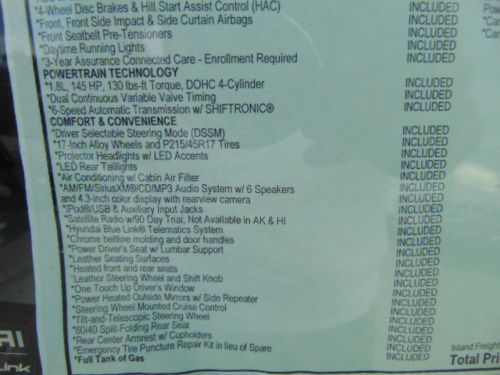 *4-Wheel Disc Brakes & Hill Start Assist Control (HAC) INCLUDED
*Front, Front Side Impact & Side Curtain Airbags INCLUDED
*Front Seatbelt Pre-Tensioners INCLUDED
*Daytime Running Lights INCLUDED
*3-Year Assurance Connected Care - Enrollment Required INCLUDED
POWERTRAIN TECHNOLOGY
*1.8L, 145 HP, 130 lbs-ft Torque, DOHC 4-Cylinder INCLUDED
*Dual Continuous Variable Valve Timing INCLUDED
*6-Speed Automatic Transmission w/ SHIFTRONIC® INCLUDED
COMFORT & CONVENIENCE
*Driver Selectable Steering Mode (DSSM) INCLUDED
*17-Inch Alloy Wheels and P215/45R17 Tires INCLUDED
*Projector Headlights w/ LED Accents INCLUDED
*LED Rear Taillights INCLUDED
*Air Conditioning w/ Cabin Air Filter INCLUDED
*AM/FM/SiriusXM®/CD/MP3 Audio System w/ 6 Speakers INCLUDED
and 4.3-inch color display with rearview camera
*iPod®/USB & Auxiliary Input Jacks INCLUDED
*Satellite Radio w/90 Day Trial; Not Available in AK & HI INCLUDED
*Hyundai Blue Link® Telematics System INCLUDED
*Chrome beltline molding and door handles INCLUDED
*Power Driver's Seat w/ Lumbar Support INCLUDED
*Leather Seating Surfaces INCLUDED
*Heated front and rear seats INCLUDED
*Leather Steering Wheel and Shift Knob INCLUDED
*One Touch Up Driver's Window INCLUDED
*Power Heated Outside Mirrors w/ Side Repeater INCLUDED
*Steering Wheel Mounted Cruise Control INCLUDED
*Tilt-and-Telescopic Steering Wheel INCLUDED
*60/40 Split-Folding Rear Seat INCLUDED
*Rear Center Armrest w/ Cupholders INCLUDED
*Emergency Tire Puncture Repair Kit in lieu of Spare INCLUDED
*Full Tank of Gas INCLUDED
Inland Freight
Total Pri